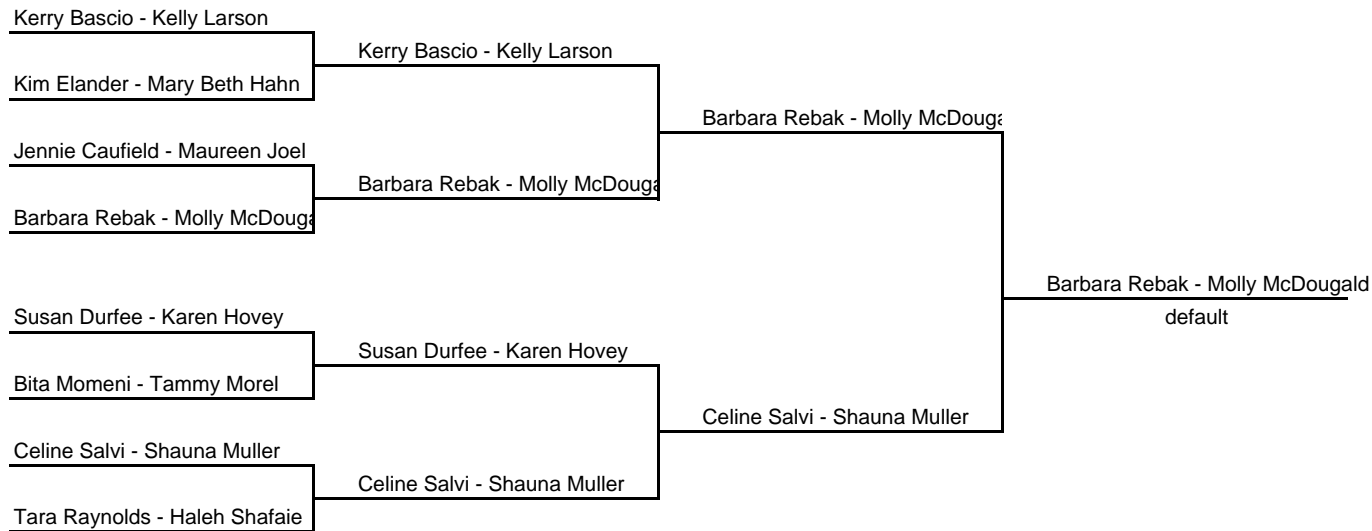 Kerry Bascio - Kelly Larson
Kerry Bascio - Kelly Larson
Kim Elander - Mary Beth Hahn
Barbara Rebak - Molly McDouga
Jennie Caufield - Maureen Joel
Barbara Rebak - Molly McDouga
Barbara Rebak - Molly McDouga
Barbara Rebak - Molly McDougald
default
Susan Durfee - Karen Hovey
Susan Durfee - Karen Hovey
Bita Momeni - Tammy Morel
Celine Salvi - Shauna Muller
Celine Salvi - Shauna Muller
Celine Salvi - Shauna Muller
Tara Raynolds - Haleh Shafaie